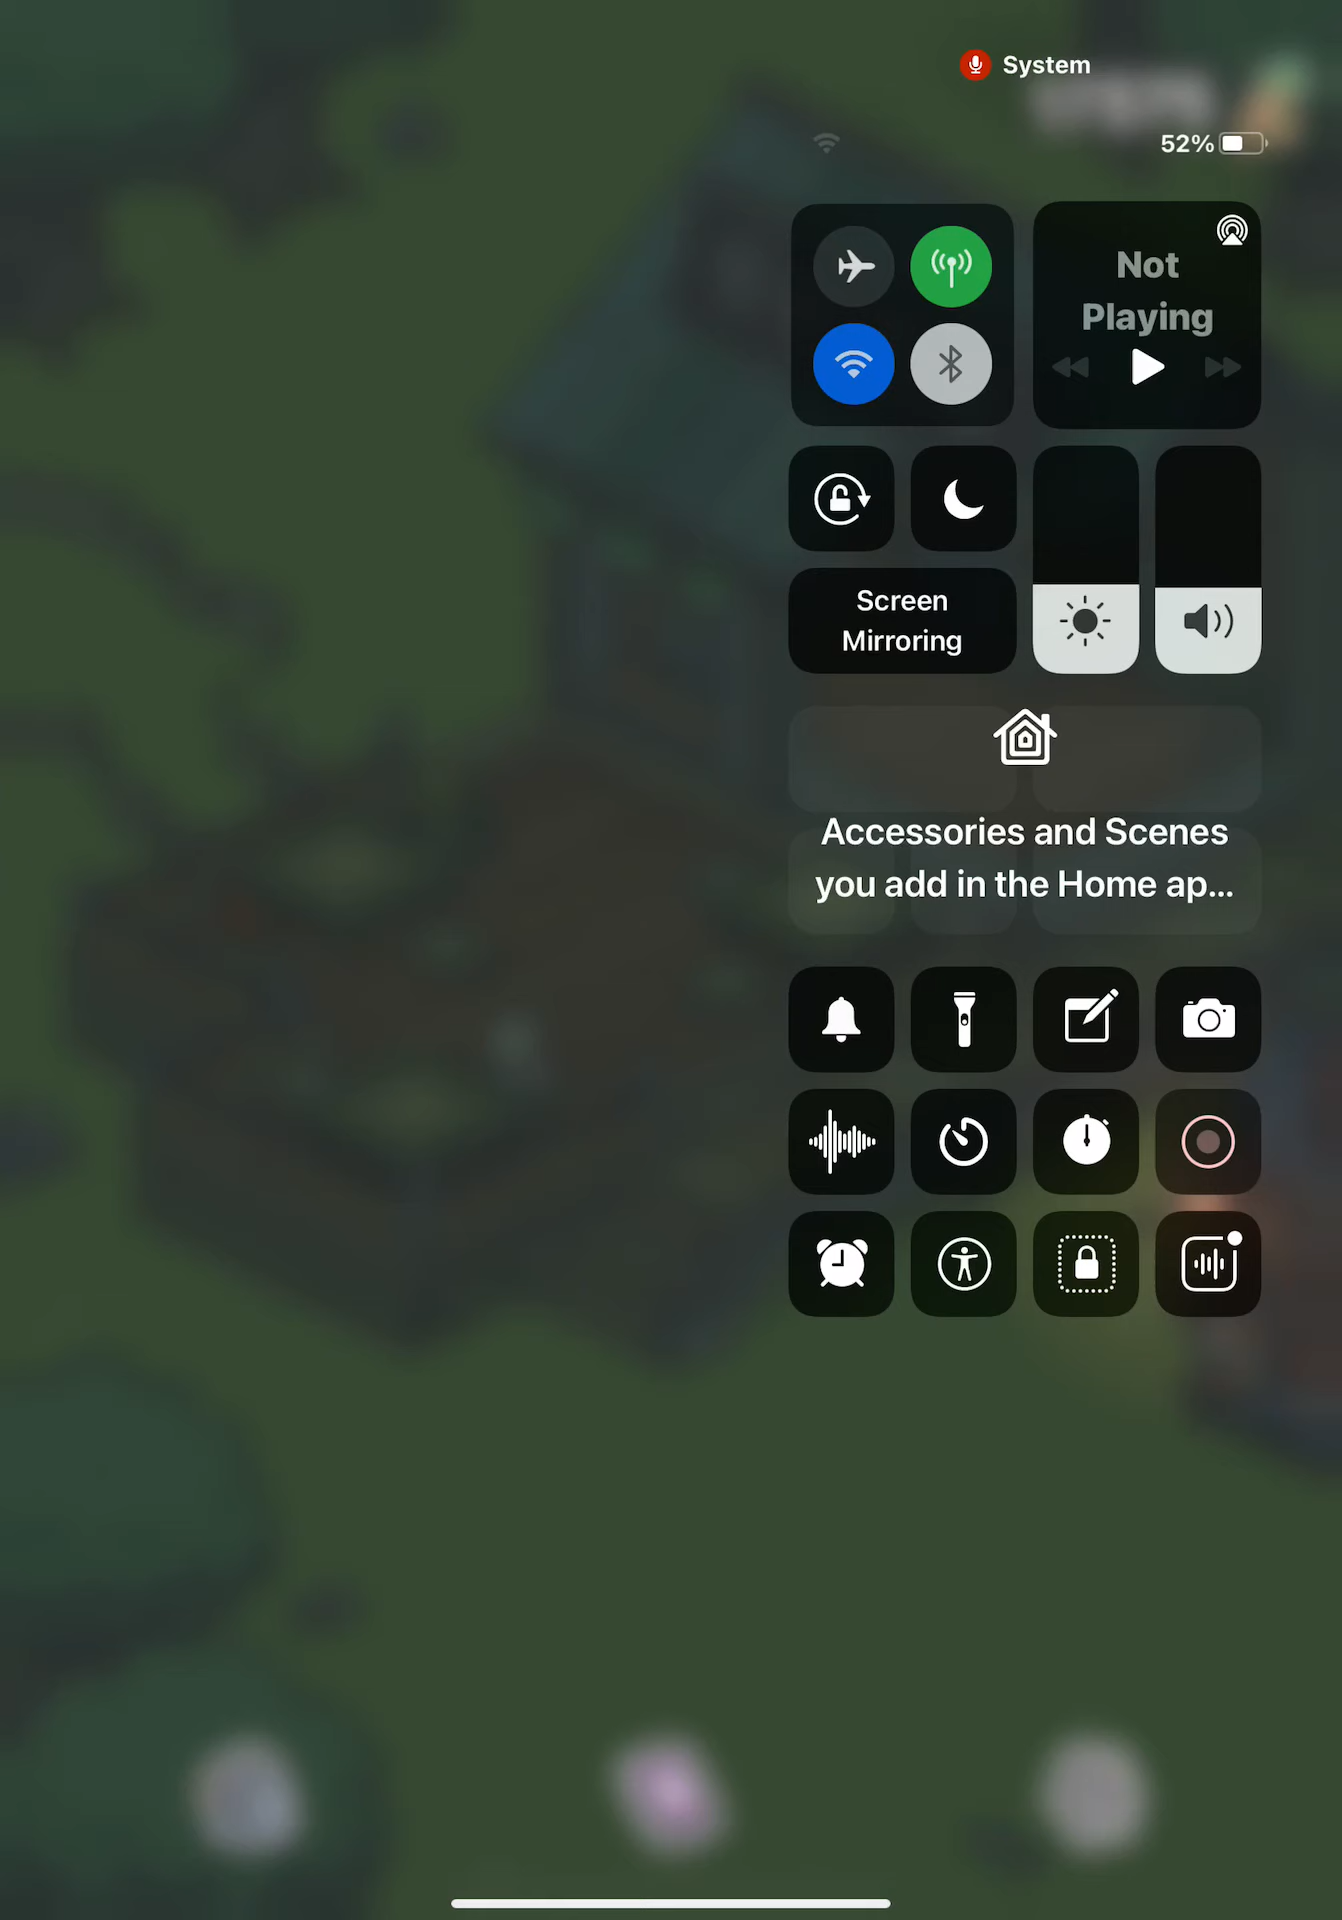 System
52%
Not
Playing
Screen
Mirroring
Accessories and Scenes
you add in the Home ap...